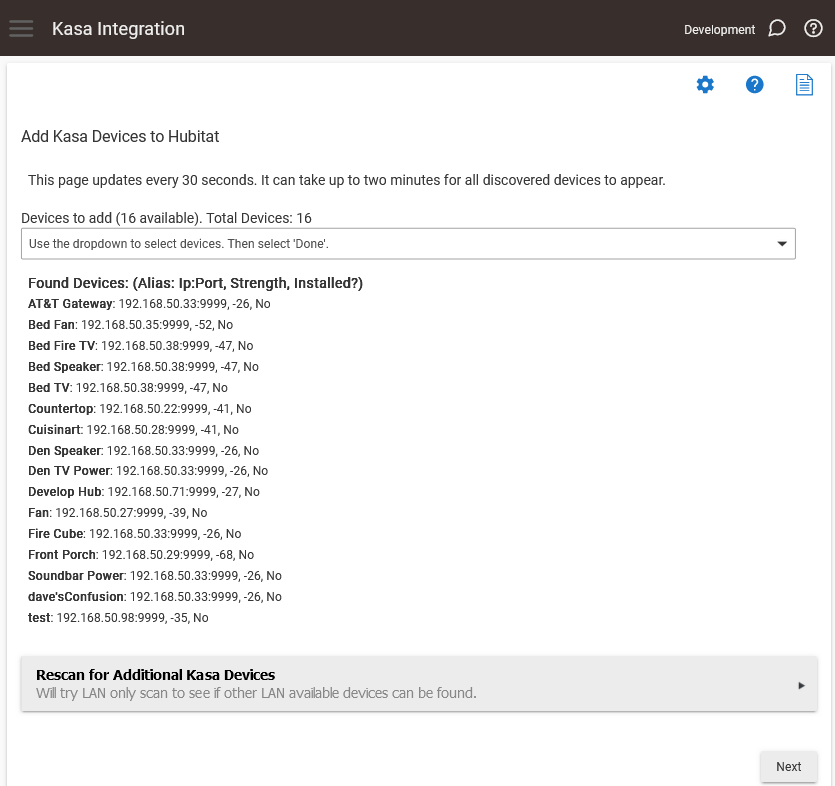 Kasa Integration
Development
Add Kasa Devices to Hubitat
This page updates every 30 seconds. It can take up to two minutes for all discovered devices to appear.
Devices to add (16 available). Total Devices: 16
Use the dropdown to select devices. Then select 'Done'.
Found Devices: (Alias: Ip:Port, Strength, Installed?)
AT&T Gateway: 192.168.50.33:9999, -26, No
Bed Fan: 192.168.50.35:9999, -52, No
Bed Fire TV: 192.168.50.38:9999, -47, No
Bed Speaker: 192.168.50.38:9999, -47, No
Bed TV: 192.168.50.38:9999, -47, No
Countertop: 192.168.50.22:9999, -41, No
Cuisinart: 192.168.50.28:9999, -41, No
Den Speaker: 192.168.50.33:9999, -26, No
Den TV Power: 192.168.50.33:9999, -26, No
Develop Hub: 192.168.50.71:9999, -27, No
Fan: 192.168.50.27:9999, -39, No
Fire Cube: 192.168.50.33:9999, -26, No
Front Porch: 192.168.50.29:9999, -68, No
Soundbar Power: 192.168.50.33:9999, -26, No
dave'sConfusion: 192.168.50.33:9999, -26, No
test: 192.168.50.98:9999, -35, No
Rescan for Additional Kasa Devices
Will try LAN only scan to see if other LAN available devices can be found.
Next